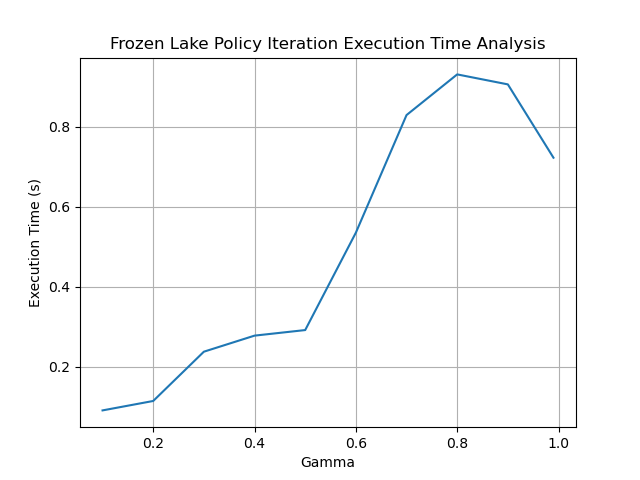 Frozen Lake Policy Iteration Execution Time Analysis
Execution Time (s)
0.8
0.6
0.4
0.2
0.2 0.4 0.6 0.8 1.0
Gamma